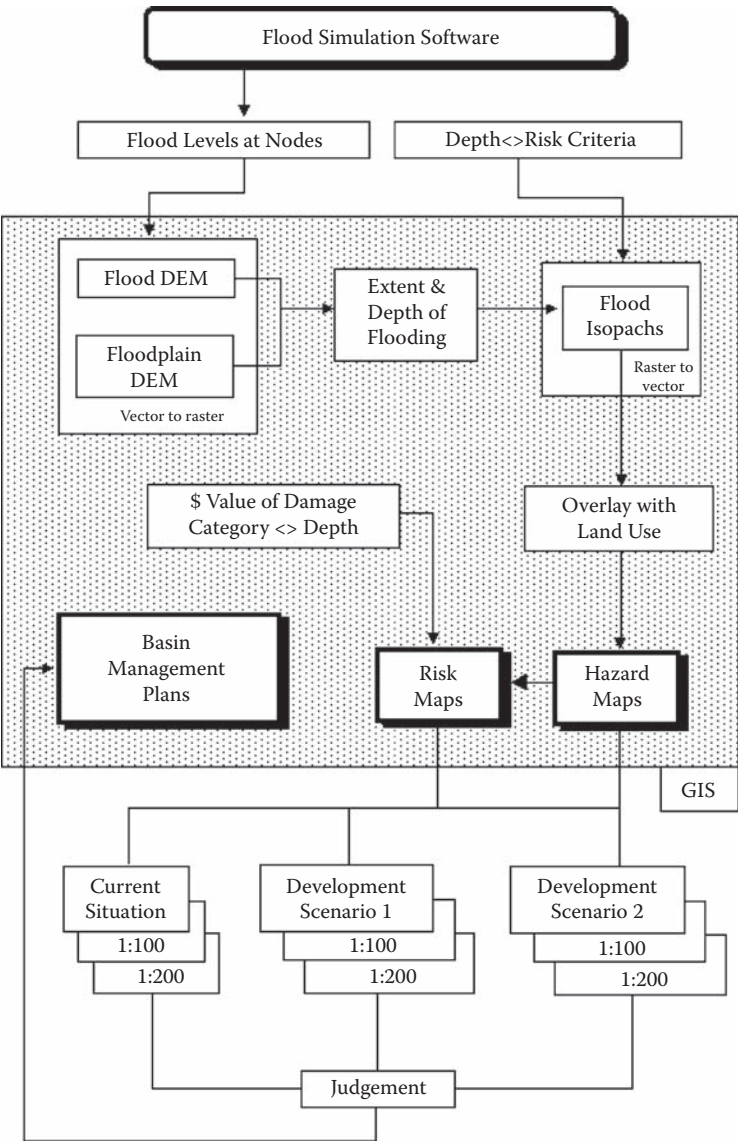 Flood Simulation Software
Flood Levels at Nodes
Depth<>Risk Criteria
Flood DEM
Floodplain
DEM
Vector to raster
Extent &
Depth of
Flooding
Flood
Isopachs
Raster to
vector
$ Value of Damage
Category <> Depth
Overlay with
Land Use
Basin
Management
Plans
Risk
Maps
Hazard
Maps
GIS
Current
Situation
1:100
1:200
Development
Scenario 1
1:100
1:200
Development
Scenario 2
1:100
1:200
Judgement